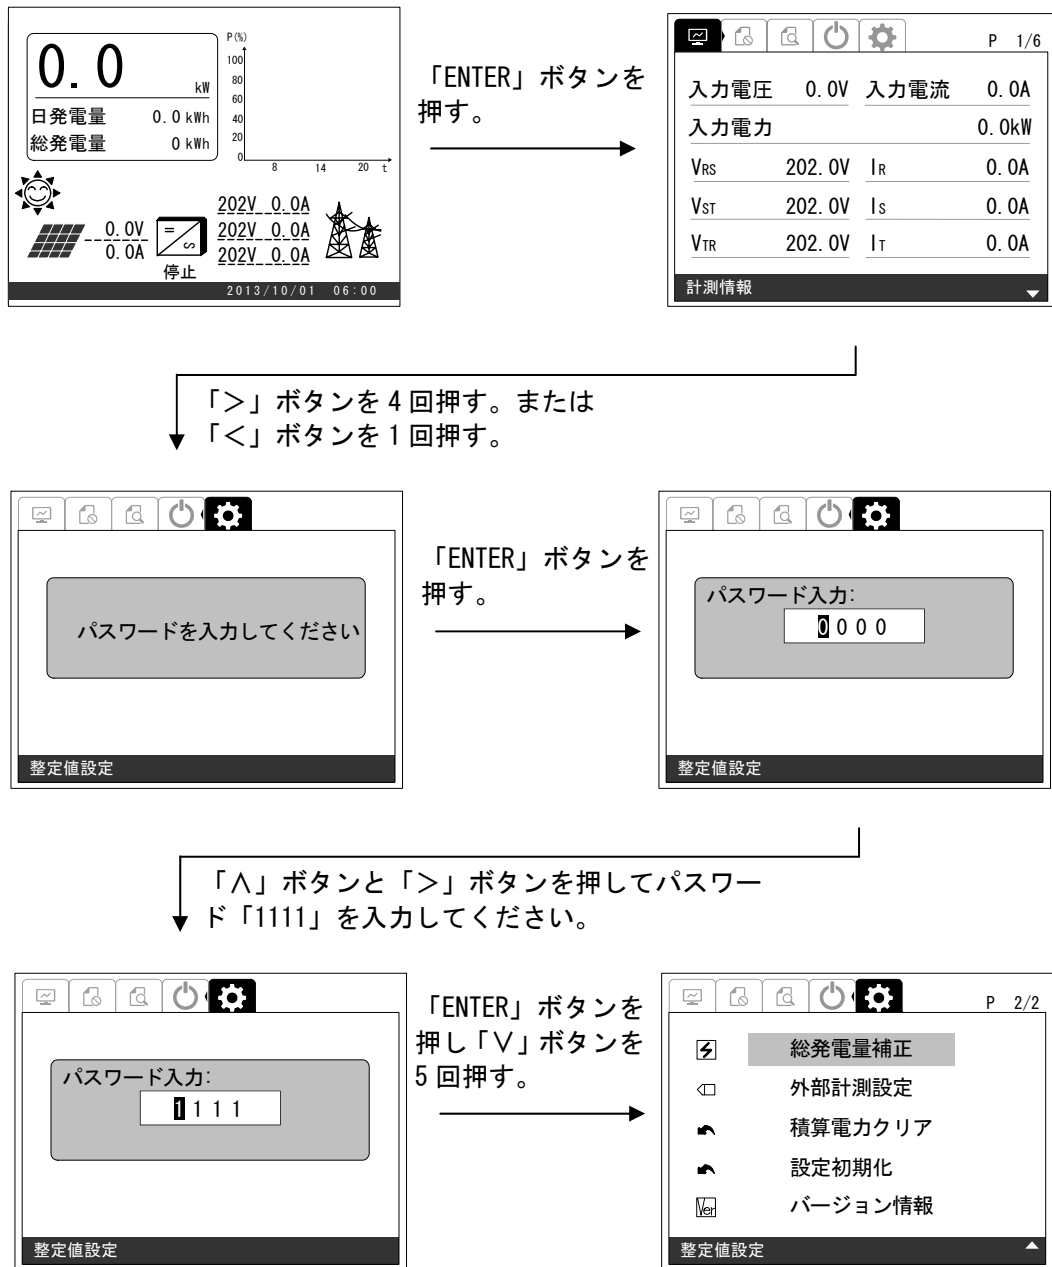 0.0 kW
日発電量 0.0kWh
総発電量 0kWh
P(%)
100
80
60
40
20
0
8 14 20 t
0.0V
0.0A
停止
202V 0.0A
202V 0.0A
202V 0.0A
2013/10/01 06:00
「ENTER」ボタンを
押す。
P 1/6
入力電圧 0.0V 入力電流 0.0A
入力電力 0.0kW
VRS 202.0V IR 0.0A
VST 202.0V IS 0.0A
VTR 202.0V IT 0.0A
計測情報
「＞」ボタンを4回押す。または
「＜」ボタンを1回押す。
パスワードを入力してください
整定値設定
「ENTER」ボタンを
押す。
パスワード入力:
0000
整定値設定
「∧」ボタンと「＞」ボタンを押してパスワー
ド「1111」を入力してください。
パスワード入力:
1111
整定値設定
「ENTER」ボタンを
押し「∨」ボタンを
5回押す。
P 2/2
総発電量補正
外部計測設定
積算電力クリア
設定初期化
Ver バージョン情報
整定値設定